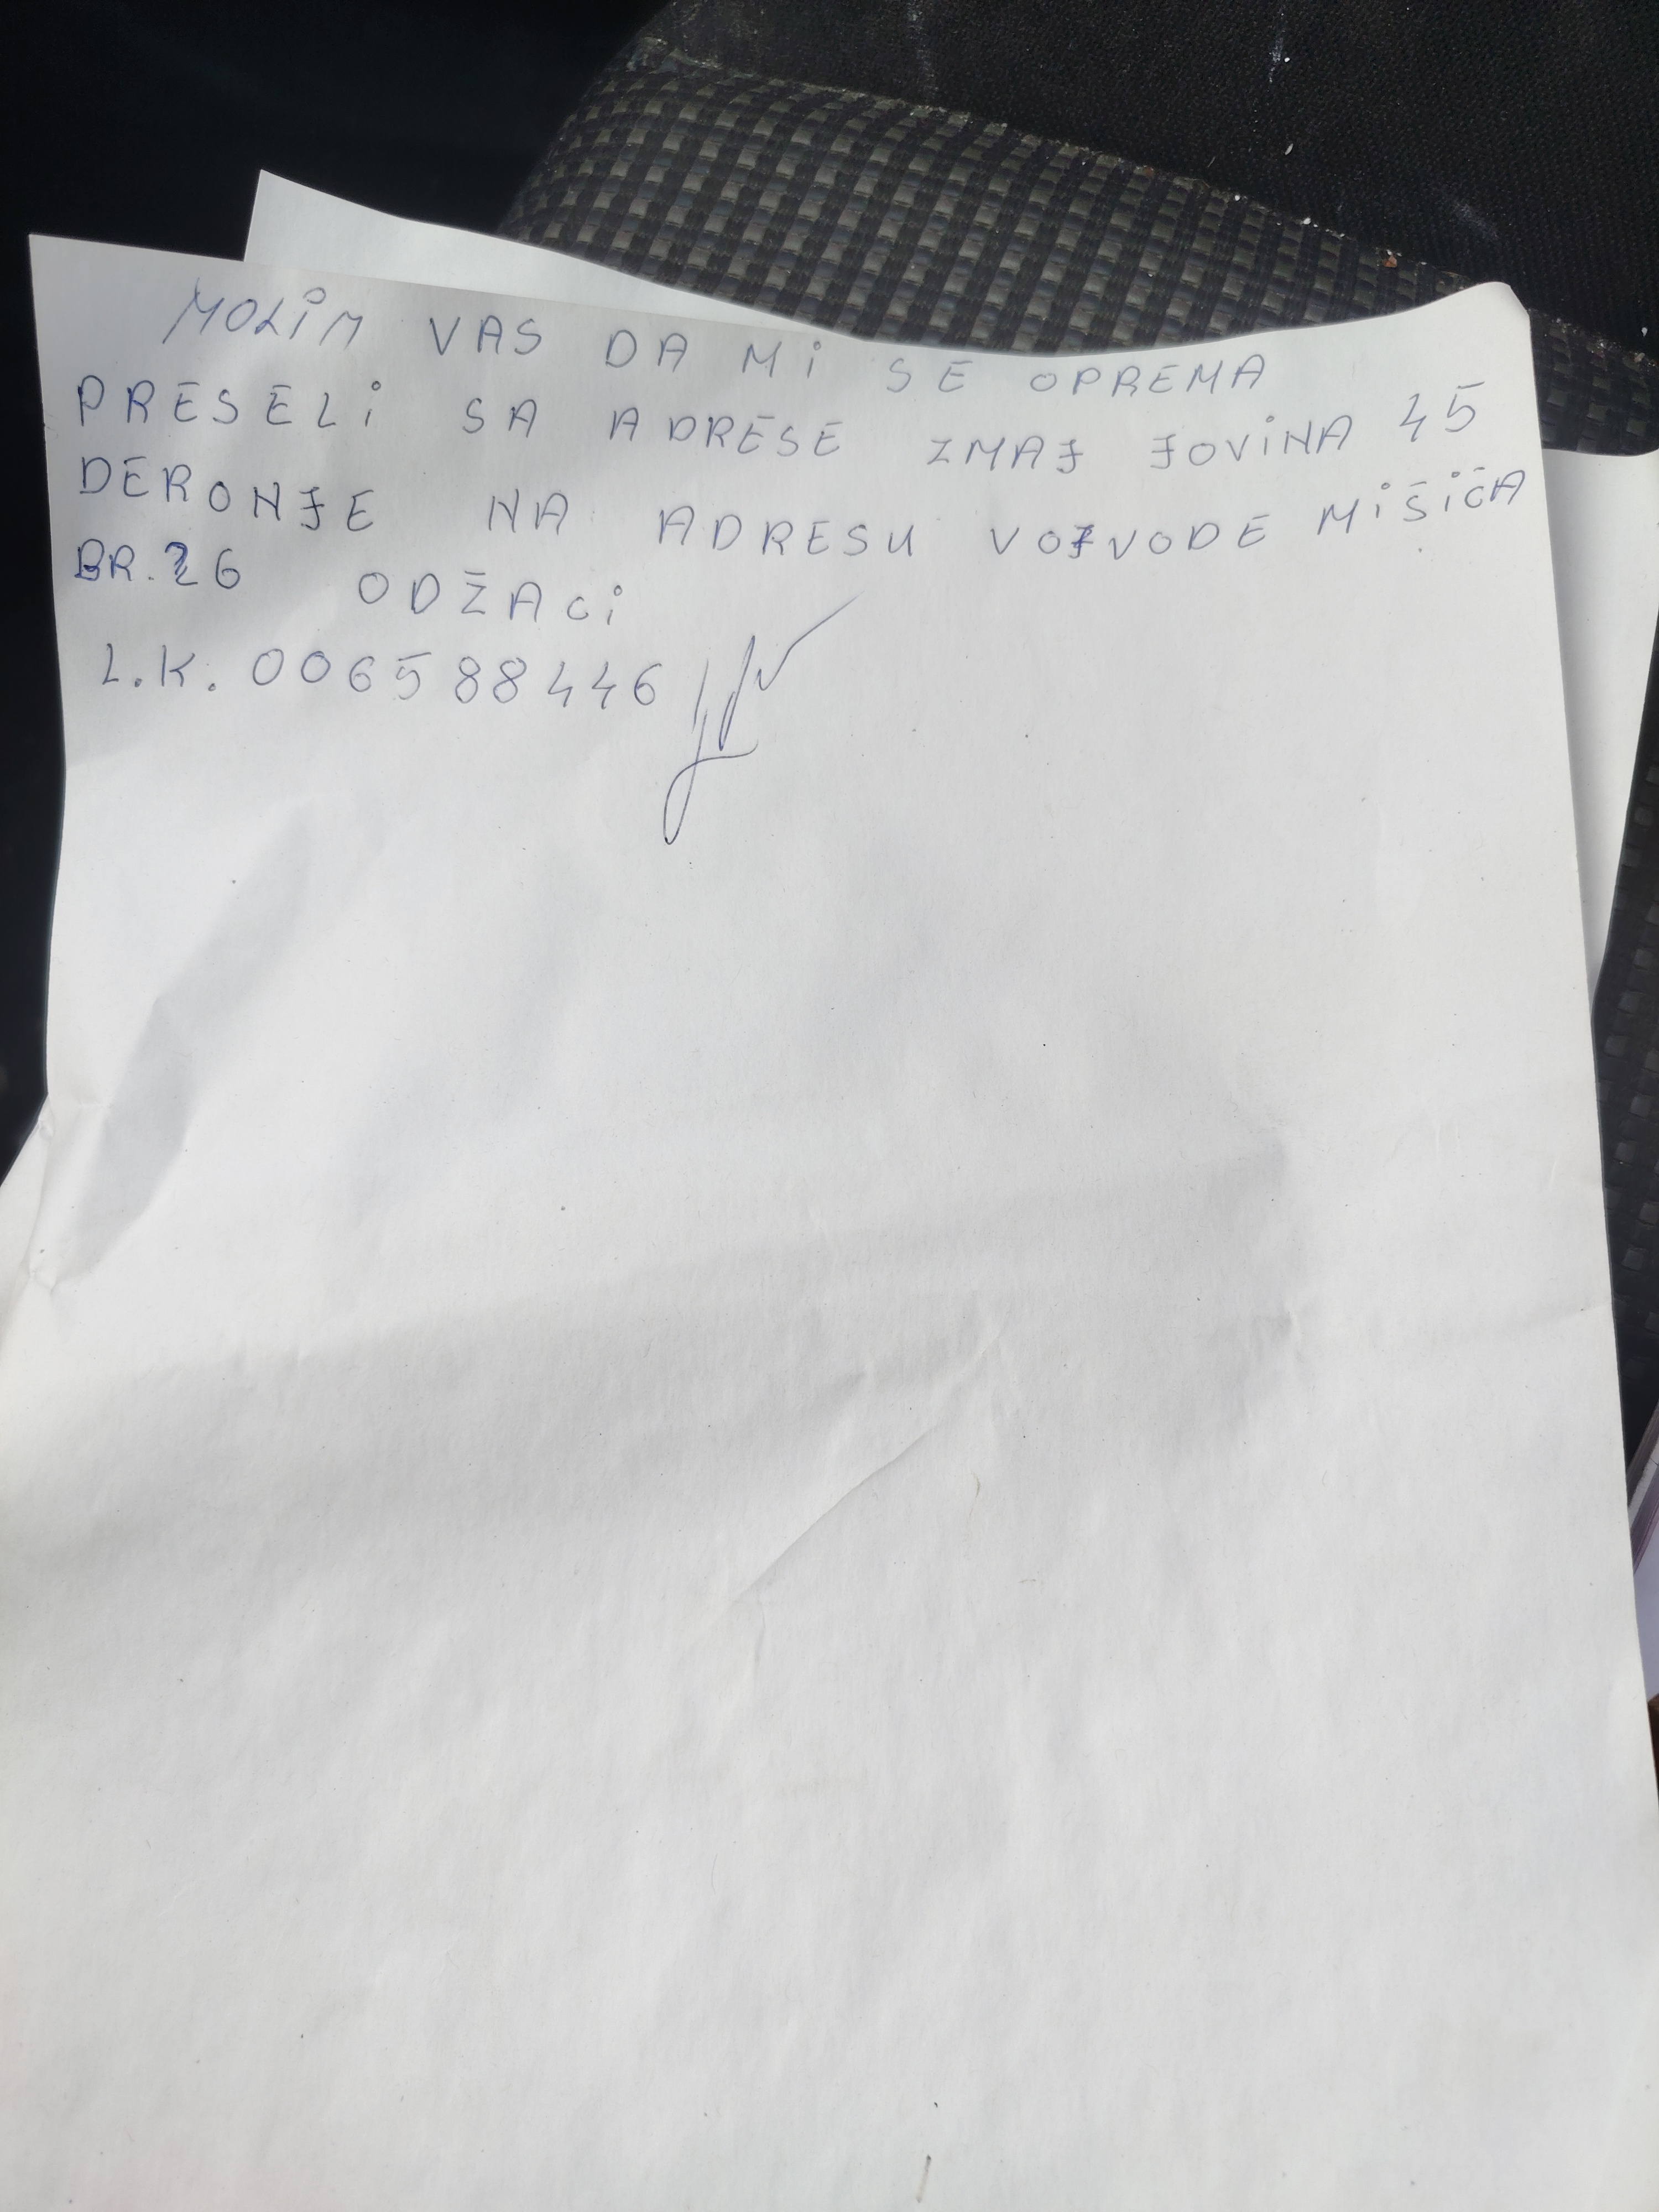 MOLIM VAS DA MI SE OPREMA
PRESELI SA ADRESE ZMAJ JOVINA 45
DERONJE NA ADRESU VOJVODE MIŠIĆA
BR. 26 ODŽACI
L.K. 006588446